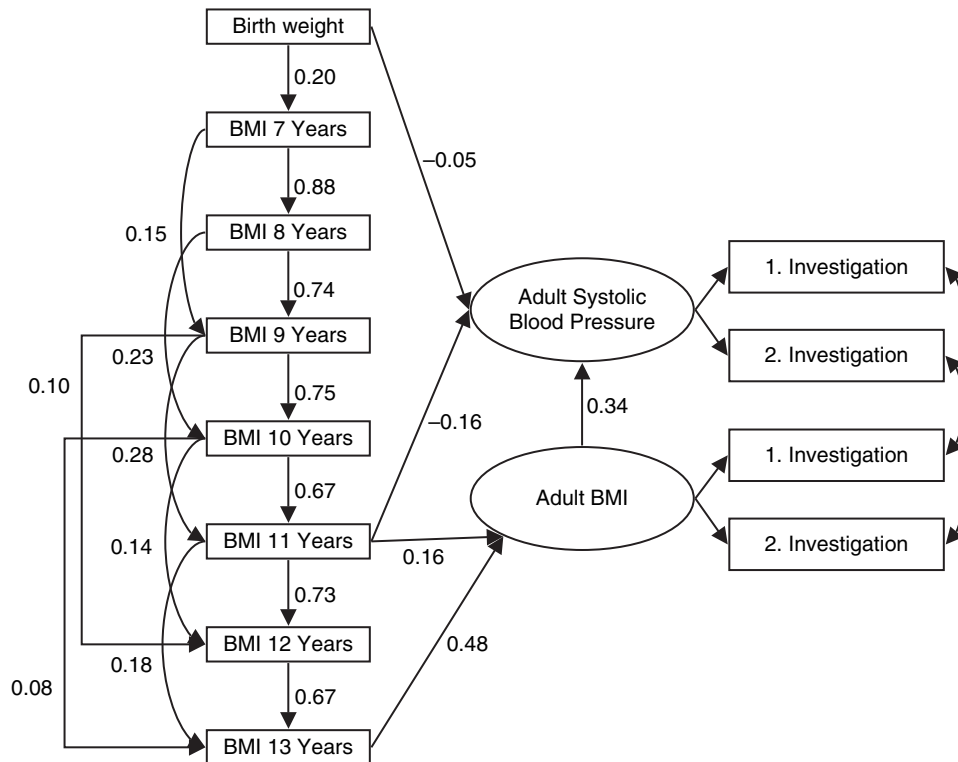 Birth weight
0.20
BMI 7 Years
–0.05
0.88
0.15
BMI 8 Years
1. Investigation
0.74
Adult Systolic
Blood Pressure
BMI 9 Years
0.23
2. Investigation
0.10
0.75
0.34
–0.16
BMI 10 Years
0.28
1. Investigation
0.67
Adult BMI
BMI 11 Years
2. Investigation
0.14
0.16
0.73
BMI 12 Years
0.48
0.18
0.08
0.67
BMI 13 Years